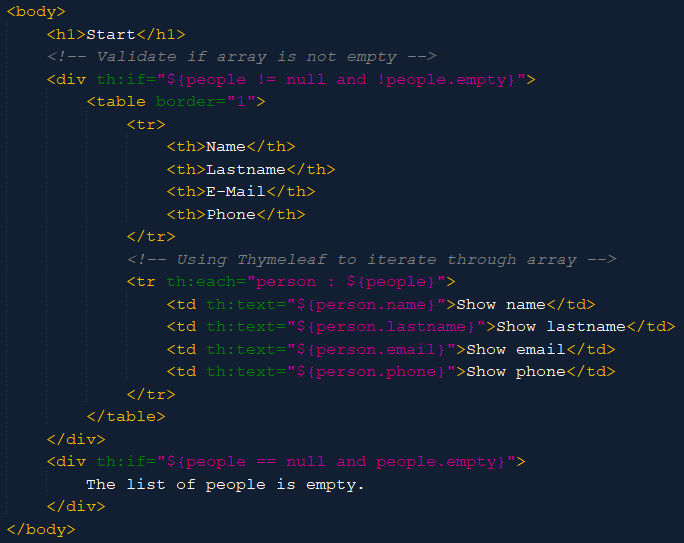 <body>
<h1>Start</h1>
<!-- Validate if array is not empty -->
<div th:if="${people != null and !people.empty}">
<table border="1">
<tr>
<th>Name</th>
<th>Lastname</th>
<th>E-Mail</th>
<th>Phone</th>
</tr>
<!-- Using Thymeleaf to iterate through array -->
<tr th:each="person : ${people}">
<td th:text="${person.name}">Show name</td>
<td th:text="${person.lastname}">Show lastname</td>
<td th:text="${person.email}">Show email</td>
<td th:text="${person.phone}">Show phone</td>
</tr>
</table>
</div>
<div th:if="${people == null and people.empty}">
The list of people is empty.
</div>
</body>